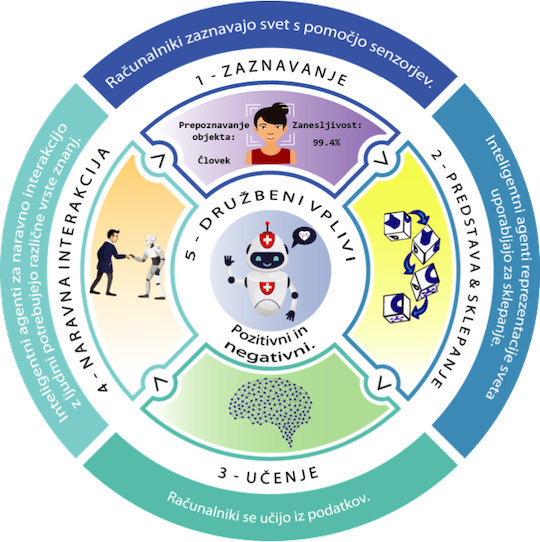 Računalniki zaznavajo svet s pomočjo senzorjev.
1 - ZAZNAVANJE
Prepoznavanje
objekta:
Človek
Zanesljivost:
99.4%
Inteligentni agenti reprezentacije sveta
uporabljajo za sklepanje.
2 - PREDSTAVA & SKLEPANJE
3 - UČENJE
Računalniki se učijo iz podatkov.
Inteligentni agenti za naravno interakcijo
z ljudmi potrebujejo različne vrste znanj.
4 - NARAVNA INTERAKCIJA
5 - DRUŽBENI VPLIVI
Pozitivni in
negativni.